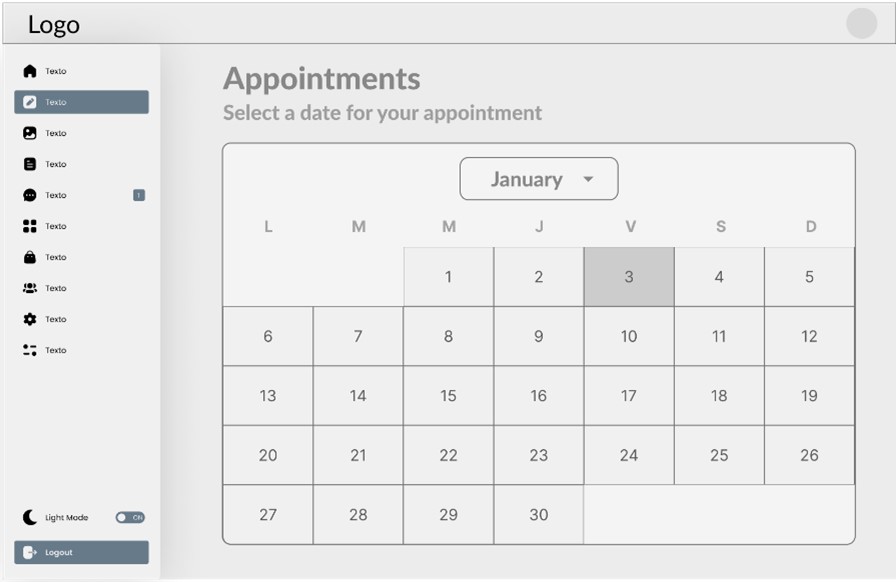 Logo
Texto
Texto
Texto
Texto
Texto 1
Texto
Texto
Texto
Texto
Texto
Light Mode ON
Logout
Appointments
Select a date for your appointment
January
L M M J V S D
1 2 3 4 5
6 7 8 9 10 11 12
13 14 15 16 17 18 19
20 21 22 23 24 25 26
27 28 29 30